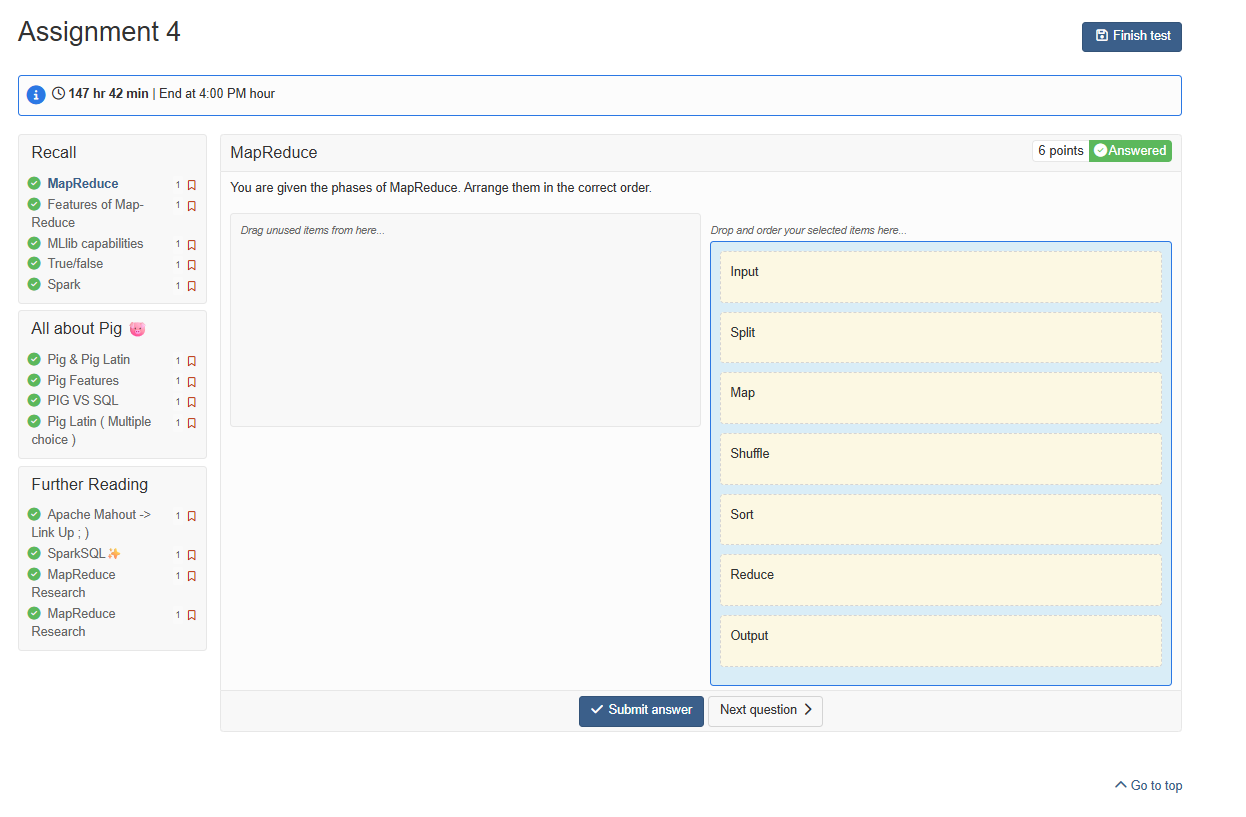 Assignment 4
Finish test
147 hr 42 min | End at 4:00 PM hour
Recall
MapReduce 1
Features of Map-
Reduce 1
MLlib capabilities 1
True/false 1
Spark 1
All about Pig 🐷
Pig & Pig Latin 1
Pig Features 1
PIG VS SQL 1
Pig Latin ( Multiple
choice ) 1
Further Reading
Apache Mahout ->
Link Up ; ) 1
SparkSQL✨ 1
MapReduce
Research 1
MapReduce
Research 1
MapReduce
6 points Answered
You are given the phases of MapReduce. Arrange them in the correct order.
Drag unused items from here...
Drop and order your selected items here...
Input
Split
Map
Shuffle
Sort
Reduce
Output
Submit answer
Next question
Go to top